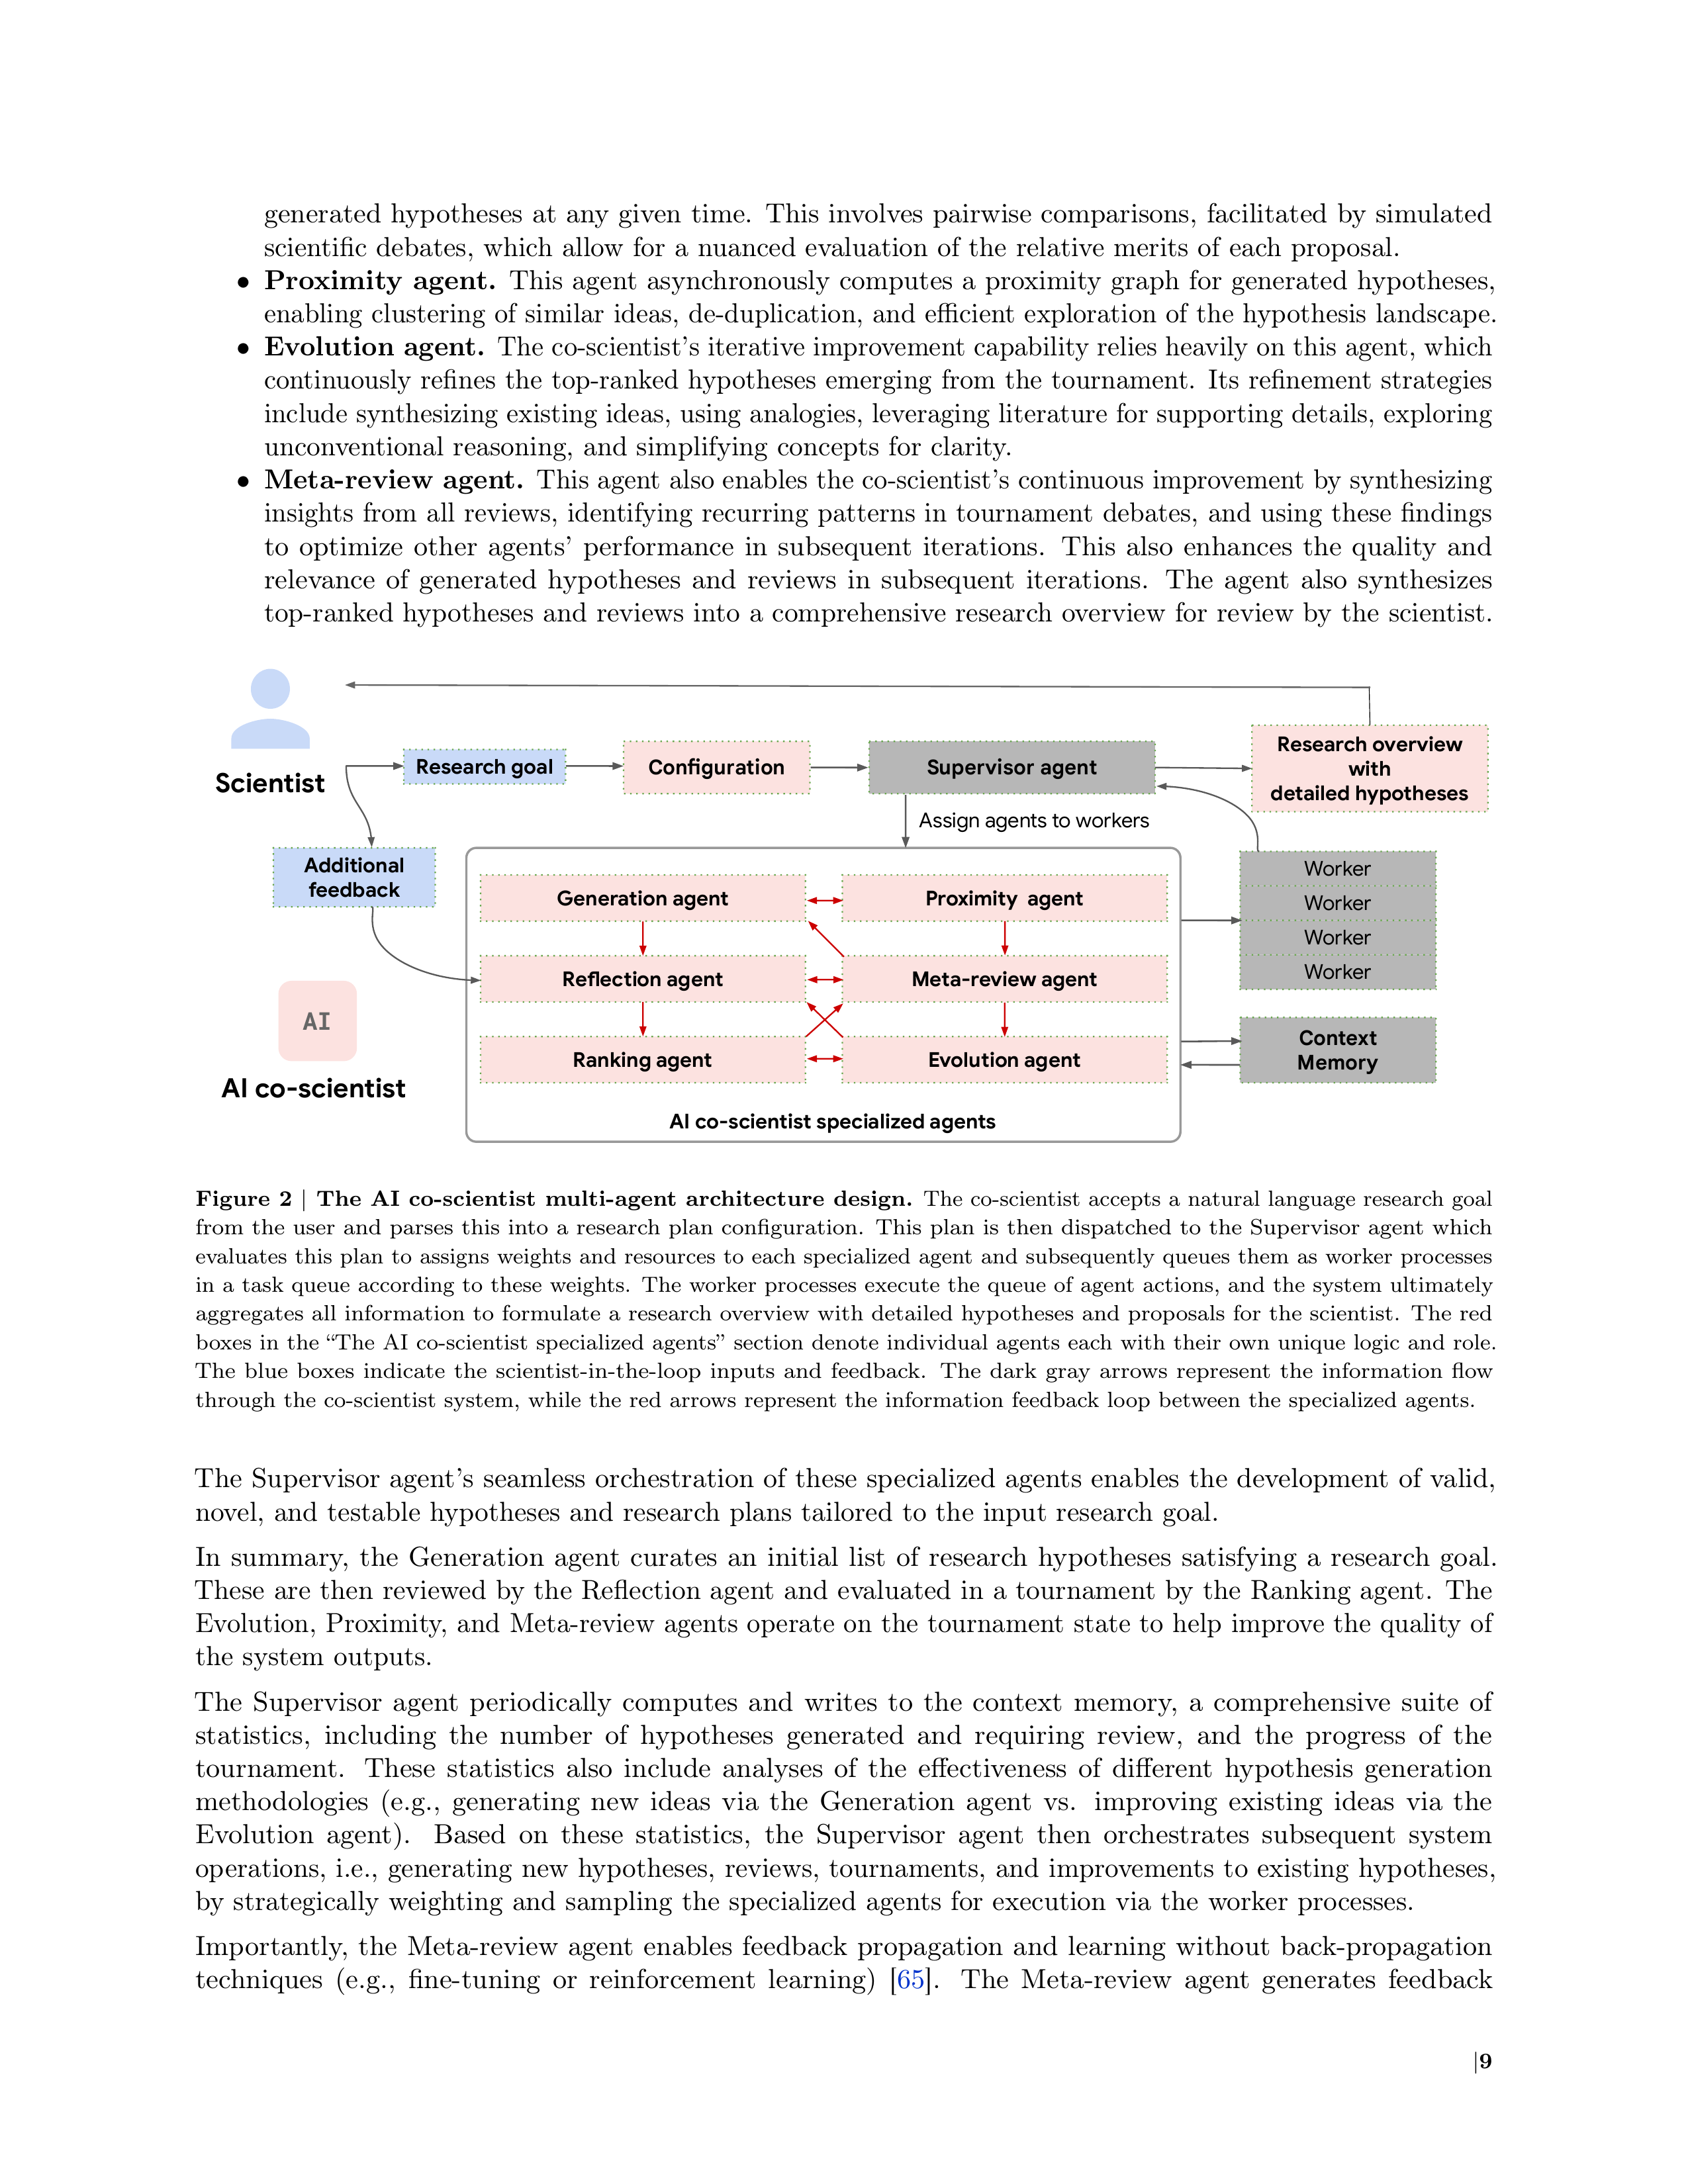 generated hypotheses at any given time. This involves pairwise comparisons, facilitated by simulated
scientific debates, which allow for a nuanced evaluation of the relative merits of each proposal.
• Proximity agent. This agent asynchronously computes a proximity graph for generated hypotheses,
enabling clustering of similar ideas, de-duplication, and efficient exploration of the hypothesis landscape.
• Evolution agent. The co-scientist's iterative improvement capability relies heavily on this agent, which
continuously refines the top-ranked hypotheses emerging from the tournament. Its refinement strategies
include synthesizing existing ideas, using analogies, leveraging literature for supporting details, exploring
unconventional reasoning, and simplifying concepts for clarity.
• Meta-review agent. This agent also enables the co-scientist's continuous improvement by synthesizing
insights from all reviews, identifying recurring patterns in tournament debates, and using these findings
to optimize other agents' performance in subsequent iterations. This also enhances the quality and
relevance of generated hypotheses and reviews in subsequent iterations. The agent also synthesizes
top-ranked hypotheses and reviews into a comprehensive research overview for review by the scientist.
Scientist
Research goal
Configuration
Supervisor agent
Research overview
with
detailed hypotheses
Assign agents to workers
Additional
feedback
Generation agent
Proximity agent
Reflection agent
Meta-review agent
Ranking agent
Evolution agent
AI co-scientist specialized agents
Worker
Worker
Worker
Worker
Context
Memory
AI
AI co-scientist
Figure 2 | The AI co-scientist multi-agent architecture design. The co-scientist accepts a natural language research goal
from the user and parses this into a research plan configuration. This plan is then dispatched to the Supervisor agent which
evaluates this plan to assigns weights and resources to each specialized agent and subsequently queues them as worker processes
in a task queue according to these weights. The worker processes execute the queue of agent actions, and the system ultimately
aggregates all information to formulate a research overview with detailed hypotheses and proposals for the scientist. The red
boxes in the “The AI co-scientist specialized agents” section denote individual agents each with their own unique logic and role.
The blue boxes indicate the scientist-in-the-loop inputs and feedback. The dark gray arrows represent the information flow
through the co-scientist system, while the red arrows represent the information feedback loop between the specialized agents.
The Supervisor agent's seamless orchestration of these specialized agents enables the development of valid,
novel, and testable hypotheses and research plans tailored to the input research goal.
In summary, the Generation agent curates an initial list of research hypotheses satisfying a research goal.
These are then reviewed by the Reflection agent and evaluated in a tournament by the Ranking agent. The
Evolution, Proximity, and Meta-review agents operate on the tournament state to help improve the quality of
the system outputs.
The Supervisor agent periodically computes and writes to the context memory, a comprehensive suite of
statistics, including the number of hypotheses generated and requiring review, and the progress of the
tournament. These statistics also include analyses of the effectiveness of different hypothesis generation
methodologies (e.g., generating new ideas via the Generation agent vs. improving existing ideas via the
Evolution agent). Based on these statistics, the Supervisor agent then orchestrates subsequent system
operations, i.e., generating new hypotheses, reviews, tournaments, and improvements to existing hypotheses,
by strategically weighting and sampling the specialized agents for execution via the worker processes.
Importantly, the Meta-review agent enables feedback propagation and learning without back-propagation
techniques (e.g., fine-tuning or reinforcement learning) [65]. The Meta-review agent generates feedback
|9